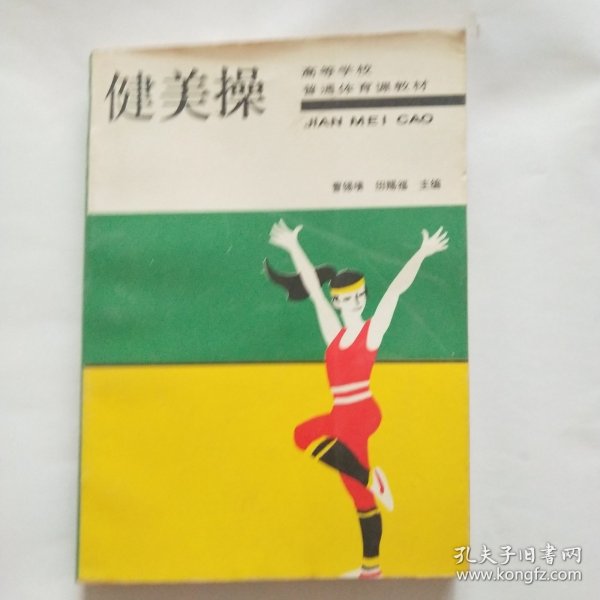 健美操
高等学校
普通体育课教材
JIAN MEI CAO
主编
孔夫子旧书网
www.kongfz.com